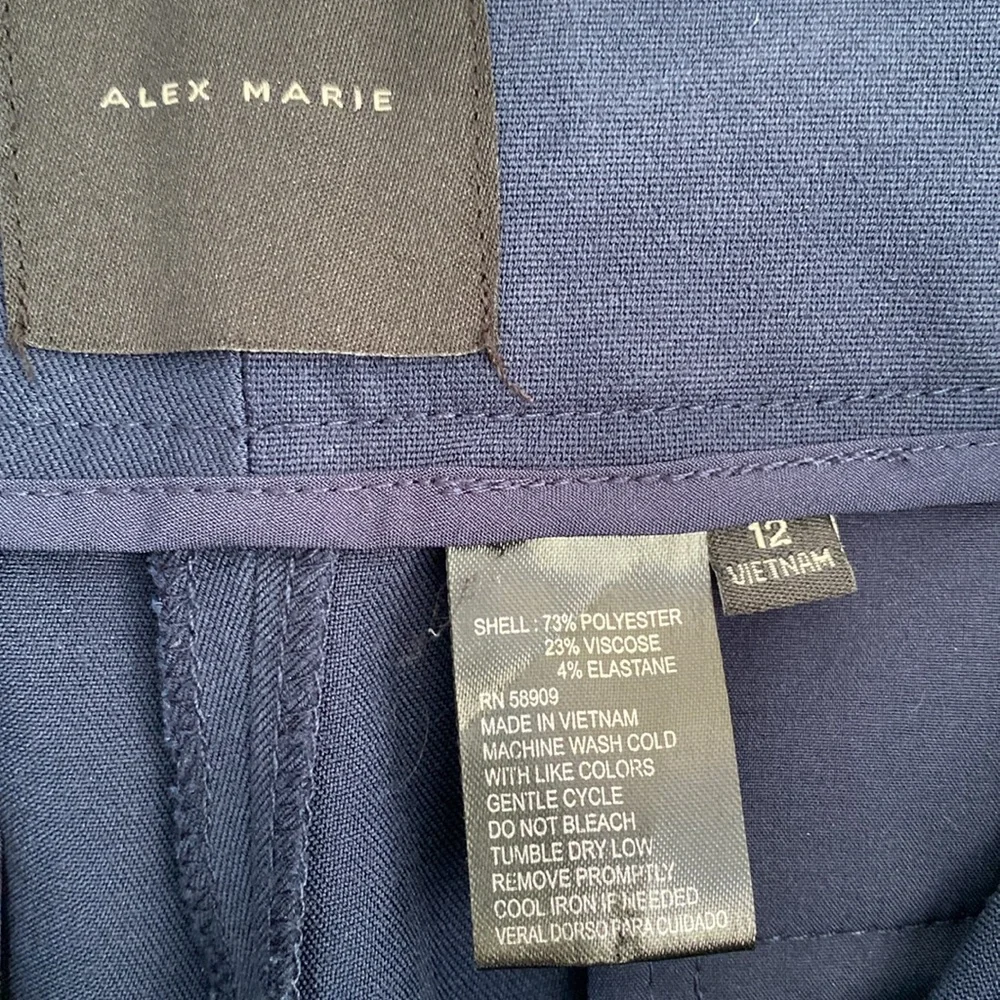 ALEX MARIE
12
VIETNAM
SHELL : 73% POLYESTER
23% VISCOSE
4% ELASTANE
RN 58909
MADE IN VIETNAM
MACHINE WASH COLD
WITH LIKE COLORS
GENTLE CYCLE
DO NOT BLEACH
TUMBLE DRY LOW
REMOVE PROMPTLY
COOL IRON IF NEEDED
VERAL DORSO PARA CUIDADO